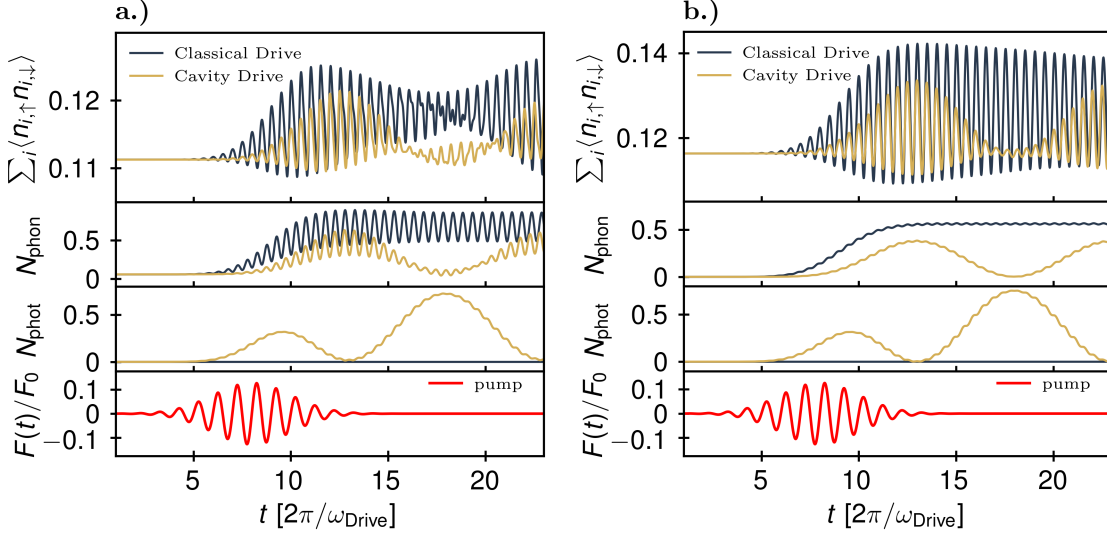 a.)
Classical Drive
Cavity Drive
∑i⟨ni,↑ni,↓⟩
0.12
0.11
Nphon
0.5
0
Nphot
0.5
0
F(t)/F0
0.1
0
−0.1
pump
5
10
15
20
t [2π/ωDrive]
b.)
Classical Drive
Cavity Drive
∑i⟨ni,↑ni,↓⟩
0.14
0.12
Nphon
0.5
0
Nphot
0.5
0
F(t)/F0
0.1
0
−0.1
pump
5
10
15
20
t [2π/ωDrive]